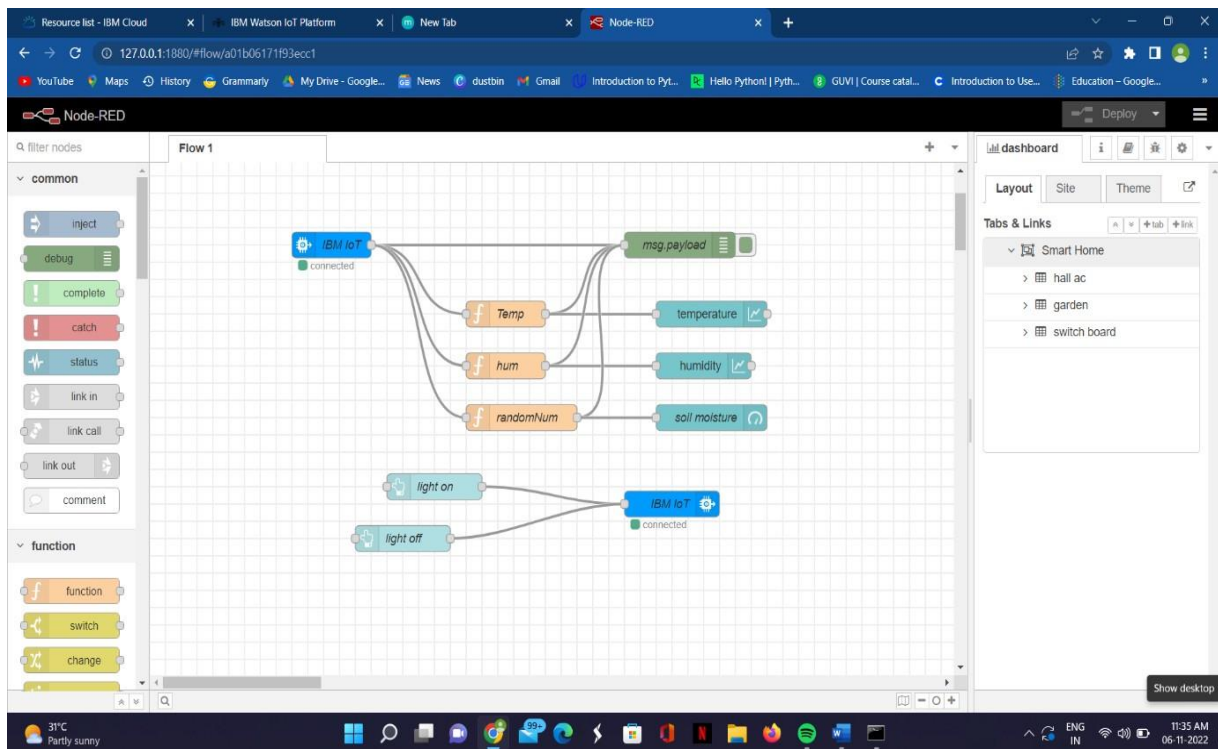 Resource list - IBM Cloud
IBM Watson IoT Platform
New Tab
Node-RED
127.0.0.1:1880/#flow/a01b06171f93ecc1
YouTube
Maps
History
Grammarly
My Drive - Google...
News
dustbin
Gmail
Introduction to Pyt...
Hello Python! | Pyth...
GUVI | Course catal...
Introduction to Use...
Education – Google...
»
Node-RED
Deploy
filter nodes
Flow 1
dashboard
common
Layout
Site
Theme
inject
Tabs & Links
+tab
+link
debug
IBM IoT
connected
msg.payload
Smart Home
hall ac
complete
garden
catch
Temp
temperature
switch board
status
hum
humidity
link in
link call
randomNum
soil moisture
link out
light on
comment
IBM IoT
connected
light off
function
function
switch
change
Show desktop
31°C
Partly sunny
99+
ENG
IN
11:35 AM
06-11-2022